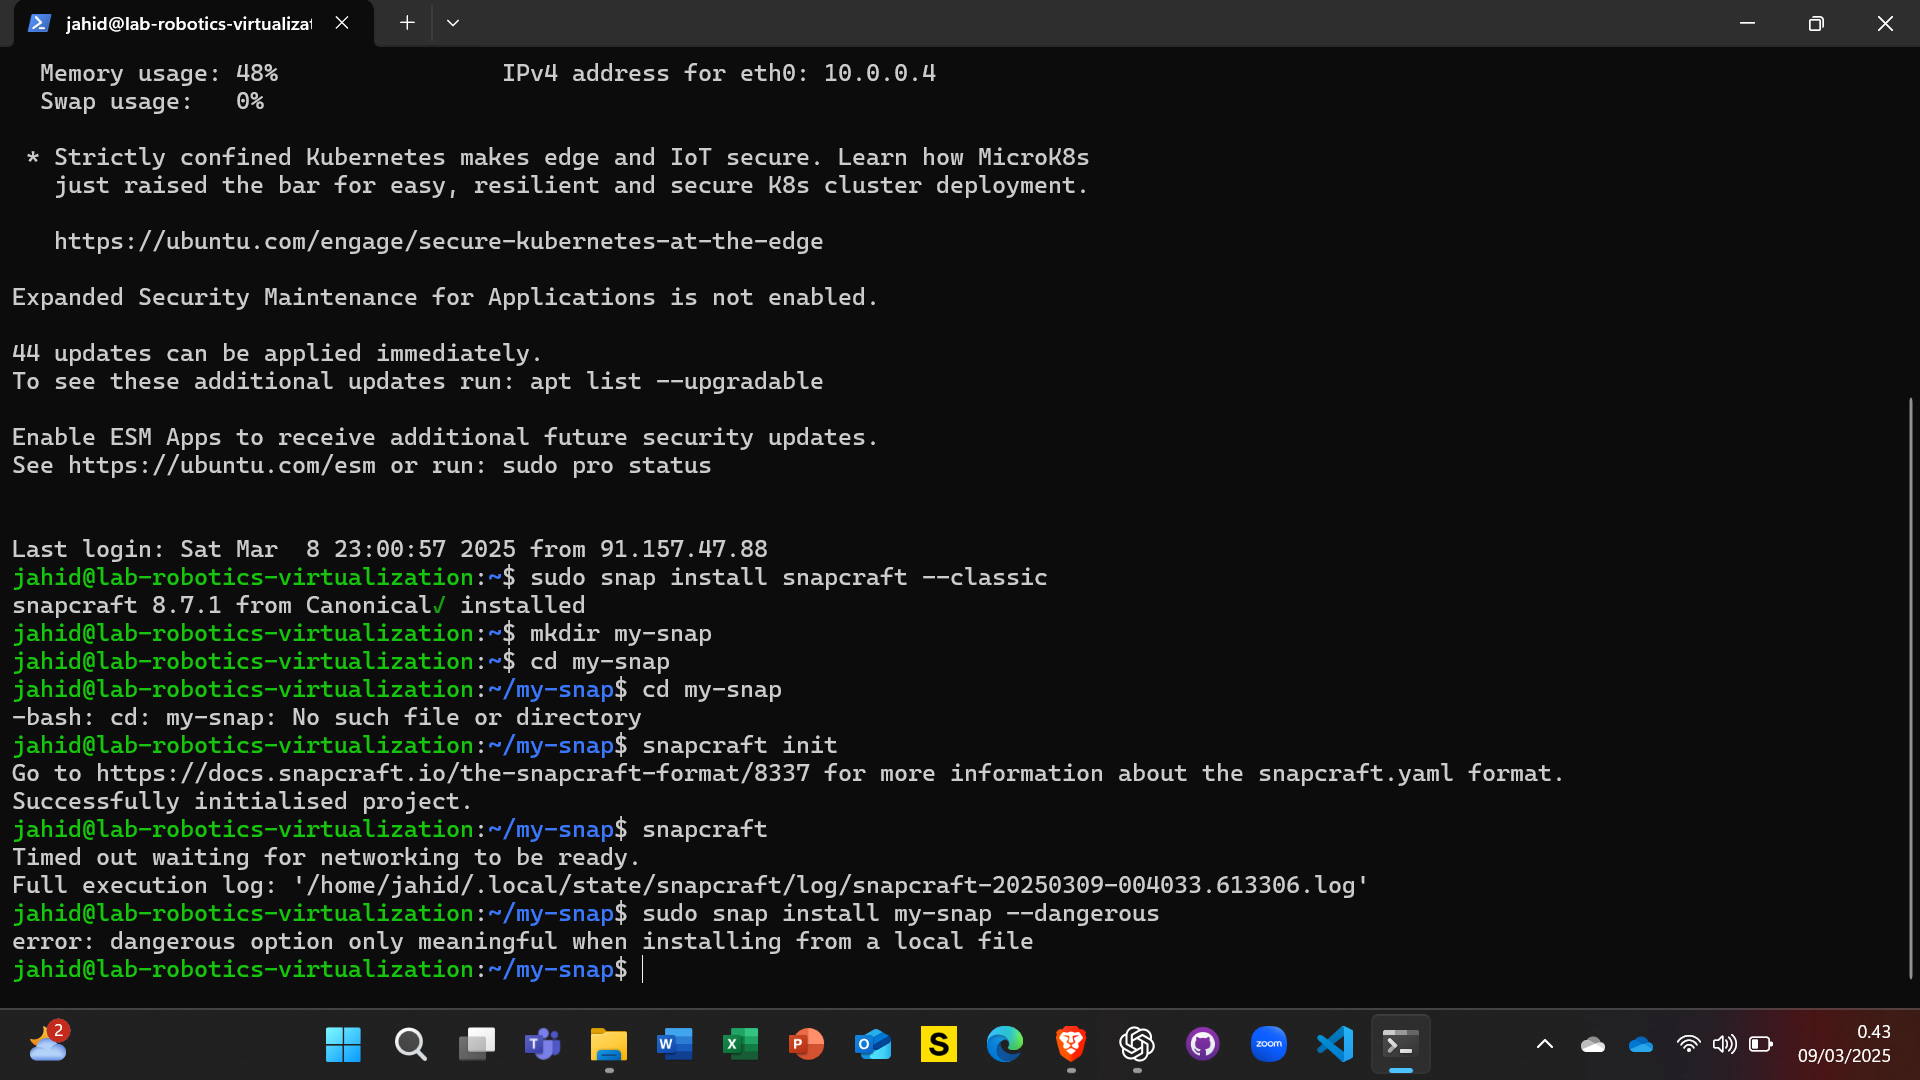 jahid@lab-robotics-virtualizat
Memory usage: 48% IPv4 address for eth0: 10.0.0.4
Swap usage: 0%
* Strictly confined Kubernetes makes edge and IoT secure. Learn how MicroK8s
just raised the bar for easy, resilient and secure K8s cluster deployment.
https://ubuntu.com/engage/secure-kubernetes-at-the-edge
Expanded Security Maintenance for Applications is not enabled.
44 updates can be applied immediately.
To see these additional updates run: apt list --upgradable
Enable ESM Apps to receive additional future security updates.
See https://ubuntu.com/esm or run: sudo pro status
Last login: Sat Mar  8 23:00:57 2025 from 91.157.47.88
jahid@lab-robotics-virtualization:~$ sudo snap install snapcraft --classic
snapcraft 8.7.1 from Canonical✓ installed
jahid@lab-robotics-virtualization:~$ mkdir my-snap
jahid@lab-robotics-virtualization:~$ cd my-snap
jahid@lab-robotics-virtualization:~/my-snap$ cd my-snap
-bash: cd: my-snap: No such file or directory
jahid@lab-robotics-virtualization:~/my-snap$ snapcraft init
Go to https://docs.snapcraft.io/the-snapcraft-format/8337 for more information about the snapcraft.yaml format.
Successfully initialised project.
jahid@lab-robotics-virtualization:~/my-snap$ snapcraft
Timed out waiting for networking to be ready.
Full execution log: '/home/jahid/.local/state/snapcraft/log/snapcraft-20250309-004033.613306.log'
jahid@lab-robotics-virtualization:~/my-snap$ sudo snap install my-snap --dangerous
error: dangerous option only meaningful when installing from a local file
jahid@lab-robotics-virtualization:~/my-snap$
2
T
W
X
P
O
S
zoom
0.43
09/03/2025